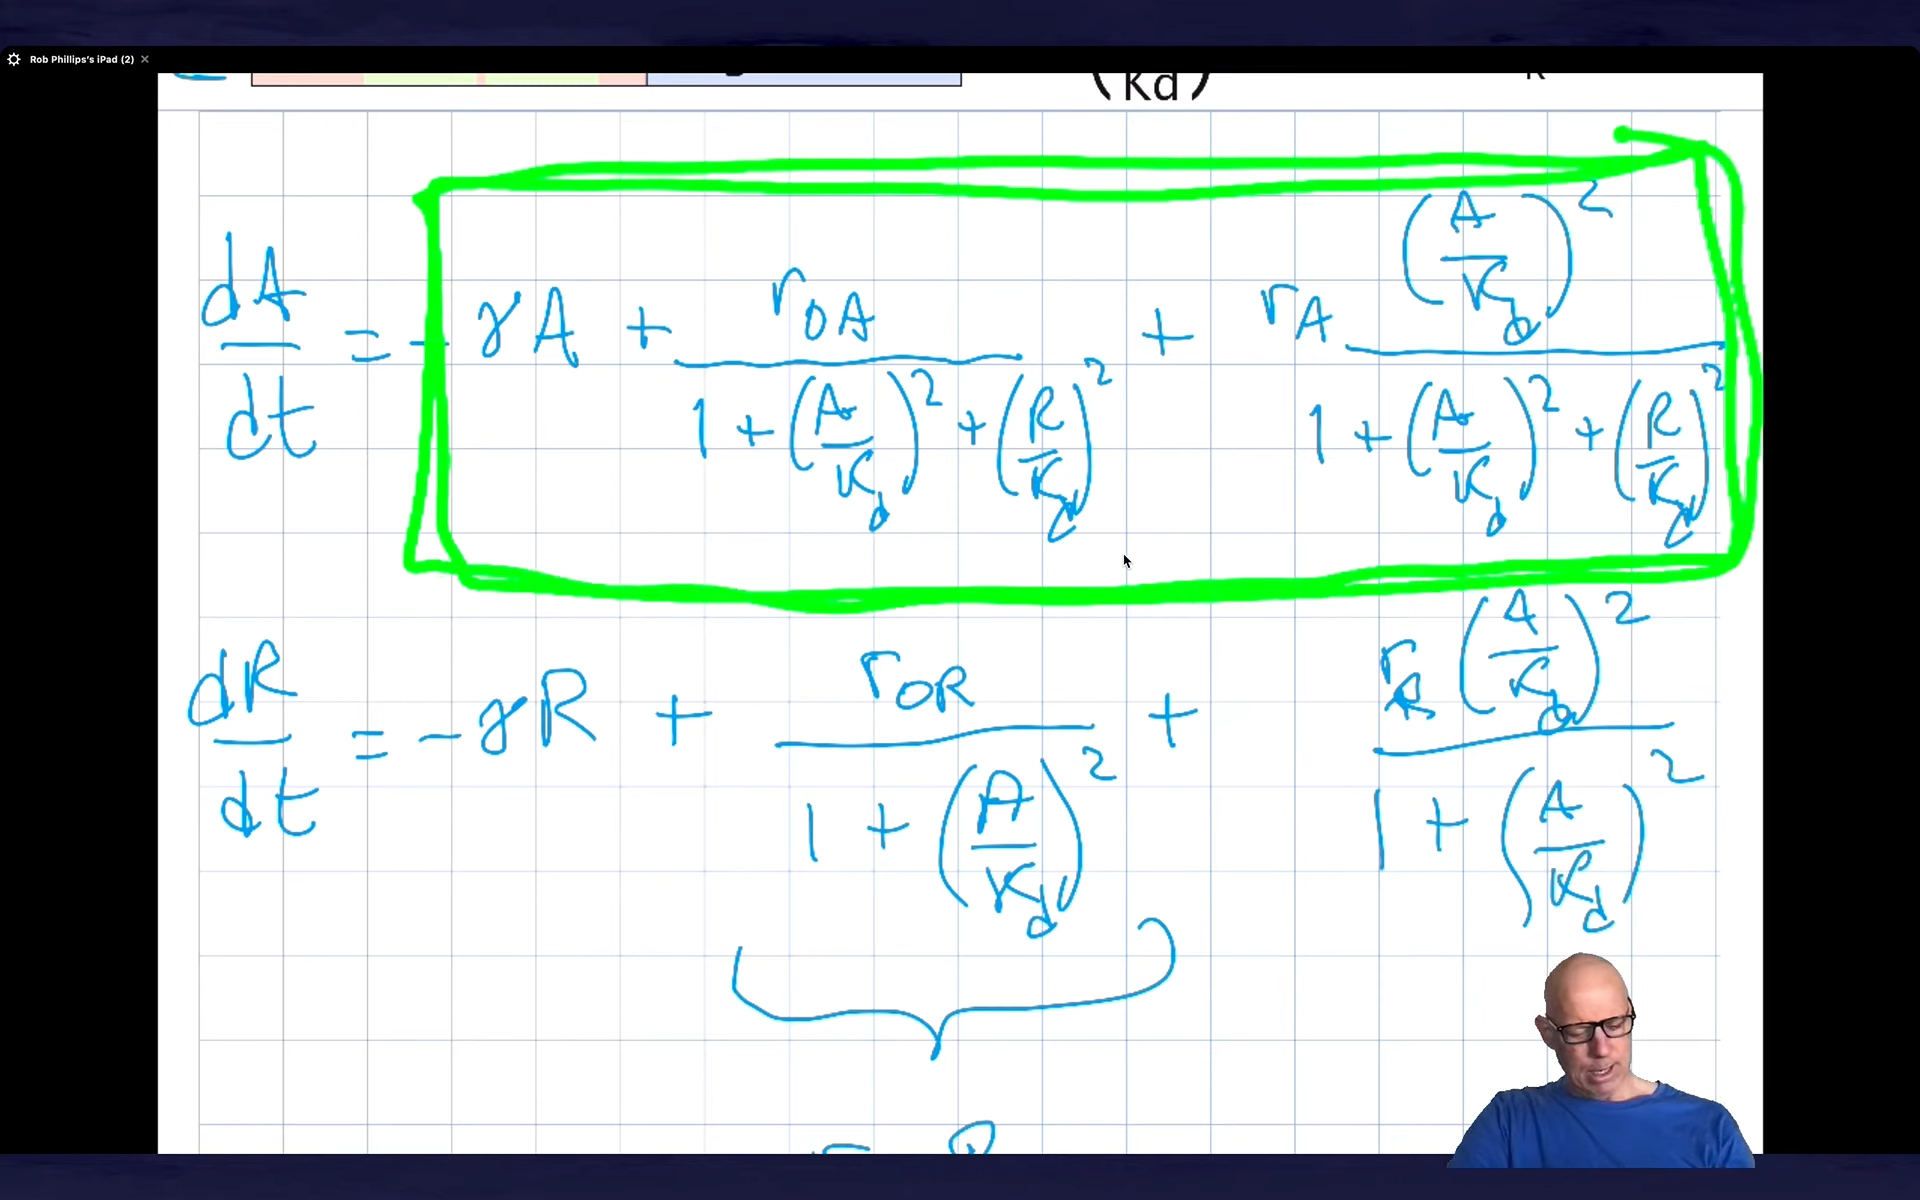 Rob Phillips's iPad (2) ×
(Kd)
dA/dt = - γA + r0A/(1 + (A/Kd)^2 + (R/Kd)^2) + rA (A/Kd)^2/(1 + (A/Kd)^2 + (R/Kd)^2)
dR/dt = - γR + r0R/(1 + (A/Kd)^2) + rR (A/Kd)^2/(1 + (A/Kd)^2)